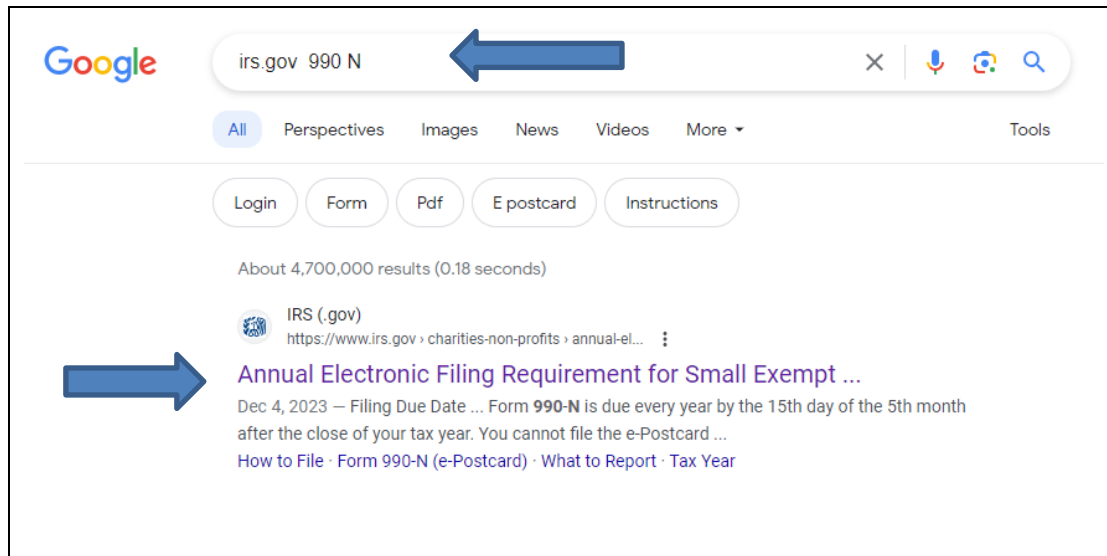 Google
irs.gov  990 N
All Perspectives Images News Videos More Tools
Login Form Pdf E postcard Instructions
About 4,700,000 results (0.18 seconds)
IRS (.gov)
https://www.irs.gov › charities-non-profits › annual-el...
Annual Electronic Filing Requirement for Small Exempt ...
Dec 4, 2023 — Filing Due Date ... Form 990-N is due every year by the 15th day of the 5th month
after the close of your tax year. You cannot file the e-Postcard ...
How to File · Form 990-N (e-Postcard) · What to Report · Tax Year